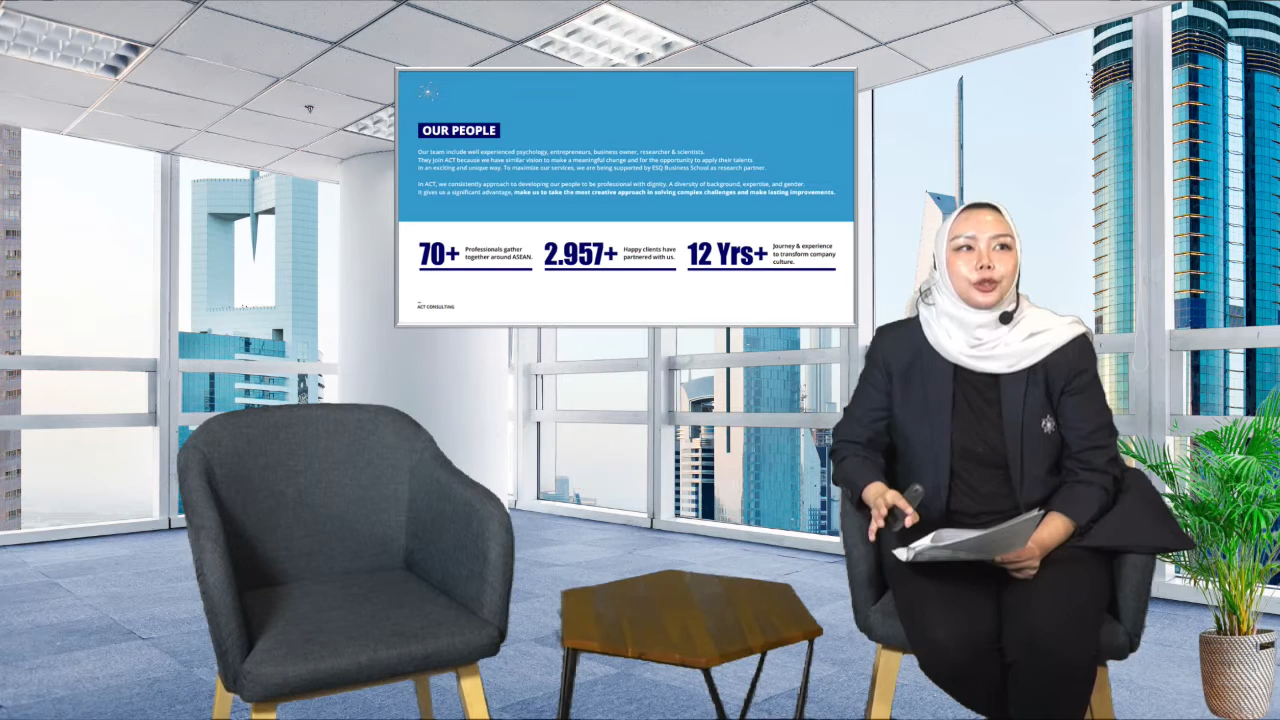 OUR PEOPLE
Our team include well experienced psychology, entrepreneurs, business owner, researcher & scientists.
They join ACT because we have similar vision to make a meaningful change and for the opportunity to apply their talents
in an exciting and unique way. To maximize our services, we are being supported by ESQ Business School as research partner.
In ACT, we consistently approach to developing our people to be professional with dignity. A diversity of background, expertise, and gender.
It gives us a significant advantage, make us to take the most creative approach in solving complex challenges and make lasting improvements.
70+
Professionals gather
together around ASEAN.
2.957+
Happy clients have
partnered with us.
12 Yrs+
Journey & experience
to transform company
culture.
ACT CONSULTING